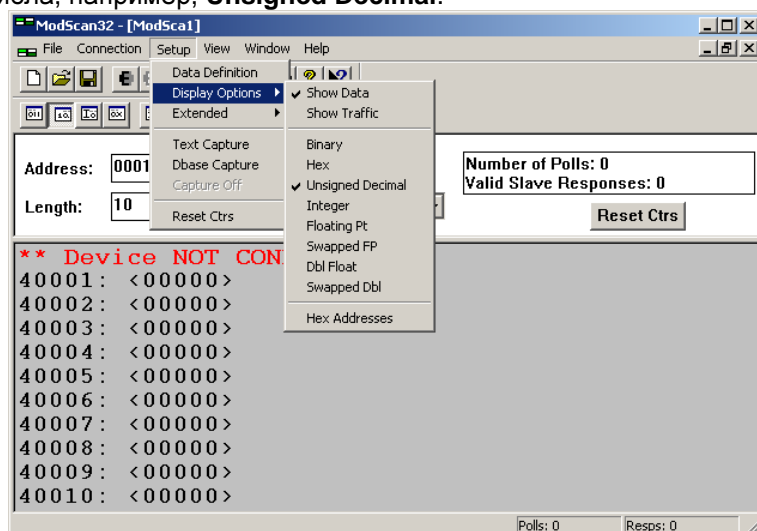 например, Unsigned Decimal.
ModScan32 - [ModSca1]
File Connection Setup View Window Help
Data Definition
Display Options
Extended
Text Capture
Dbase Capture
Capture Off
Reset Ctrs
Show Data
Show Traffic
Binary
Hex
Unsigned Decimal
Integer
Floating Pt
Swapped FP
Dbl Float
Swapped Dbl
Hex Addresses
Address: 0001
Length: 10
Number of Polls: 0
Valid Slave Responses: 0
Reset Ctrs
** Device NOT
40001: <00000>
40002: <00000>
40003: <00000>
40004: <00000>
40005: <00000>
40006: <00000>
40007: <00000>
40008: <00000>
40009: <00000>
40010: <00000>
Polls: 0 Resps: 0